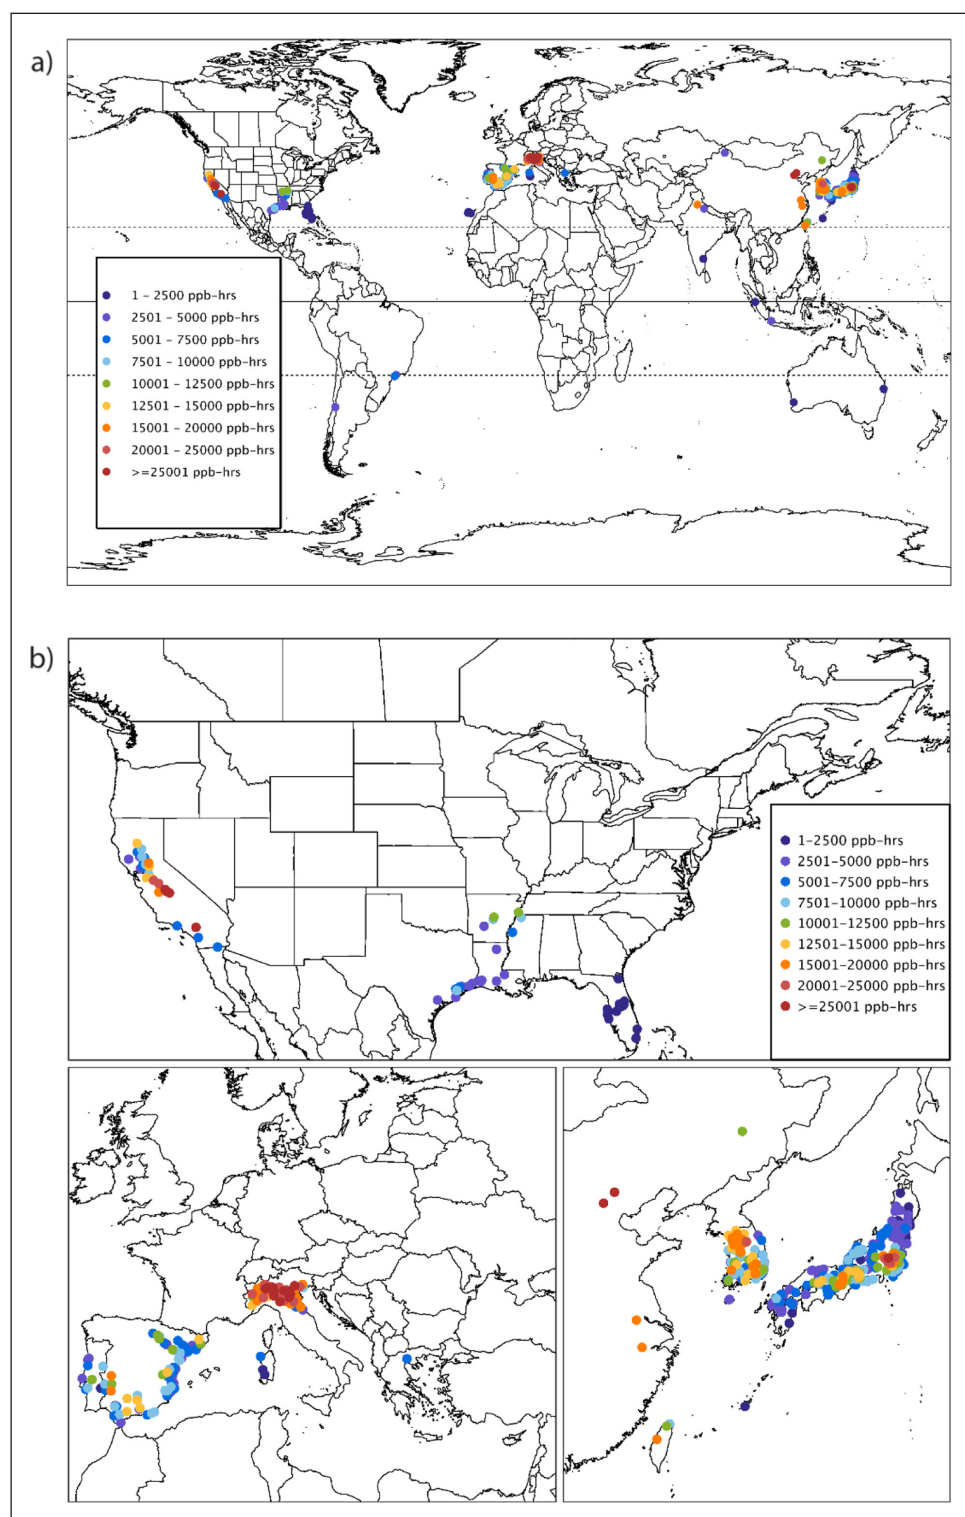 a)
1 – 2500 ppb–hrs
2501 – 5000 ppb–hrs
5001 – 7500 ppb–hrs
7501 – 10000 ppb–hrs
10001 – 12500 ppb–hrs
12501 – 15000 ppb–hrs
15001 – 20000 ppb–hrs
20001 – 25000 ppb–hrs
>=25001 ppb–hrs
b)
1–2500 ppb–hrs
2501–5000 ppb–hrs
5001–7500 ppb–hrs
7501–10000 ppb–hrs
10001–12500 ppb–hrs
12501–15000 ppb–hrs
15001–20000 ppb–hrs
20001–25000 ppb–hrs
>=25001 ppb–hrs